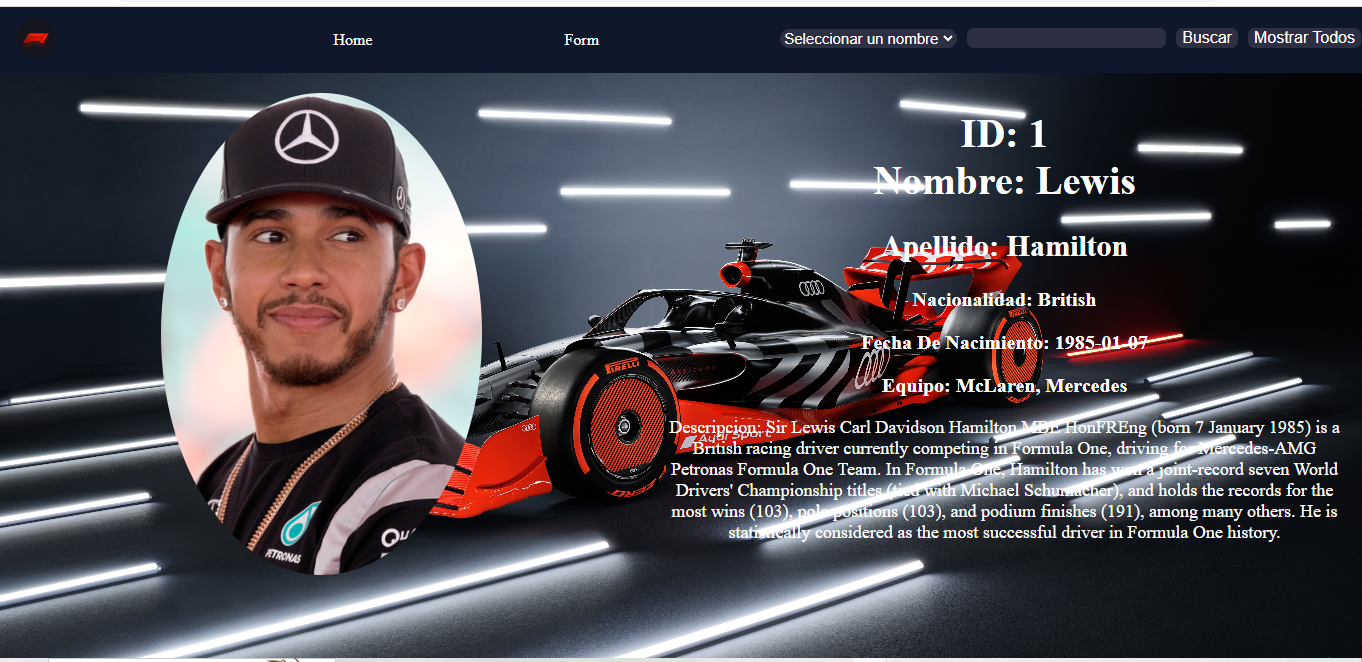 Home
Form
Seleccionar un nombre
Buscar
Mostrar Todos
ID: 1
Nombre: Lewis
Apellido: Hamilton
Nacionalidad: British
Fecha De Nacimiento: 1985-01-07
Equipo: McLaren, Mercedes
Descripcion: Sir Lewis Carl Davidson Hamilton MBE HonFREng (born 7 January 1985) is a
British racing driver currently competing in Formula One, driving for Mercedes-AMG
Petronas Formula One Team. In Formula One, Hamilton has won a joint-record seven World
Drivers' Championship titles (tied with Michael Schumacher), and holds the records for the
most wins (103), pole positions (103), and podium finishes (191), among many others. He is
statistically considered as the most successful driver in Formula One history.
PETRONAS
Qu
PIRELLI
Audi Sport